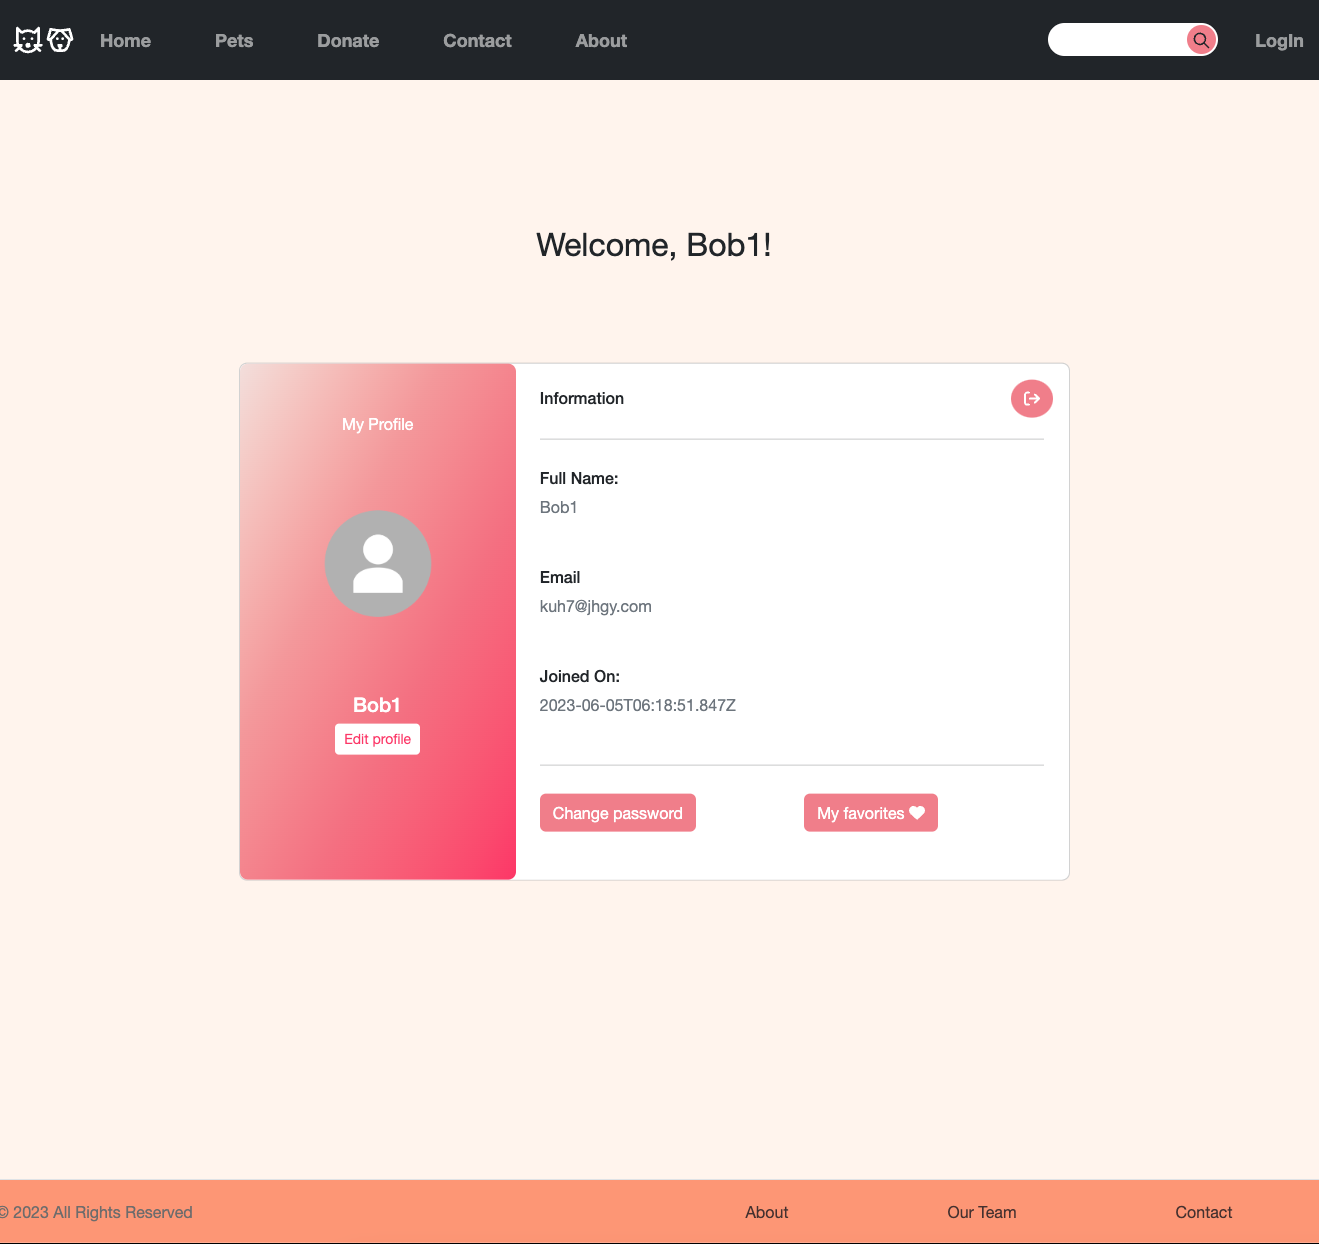 Home Pets Donate Contact About LogIn
Welcome, Bob1!
My Profile
Bob1
Edit profile
Information
Full Name:
Bob1
Email
kuh7@jhgy.com
Joined On:
2023-06-05T06:18:51.847Z
Change password My favorites
© 2023 All Rights Reserved About Our Team Contact